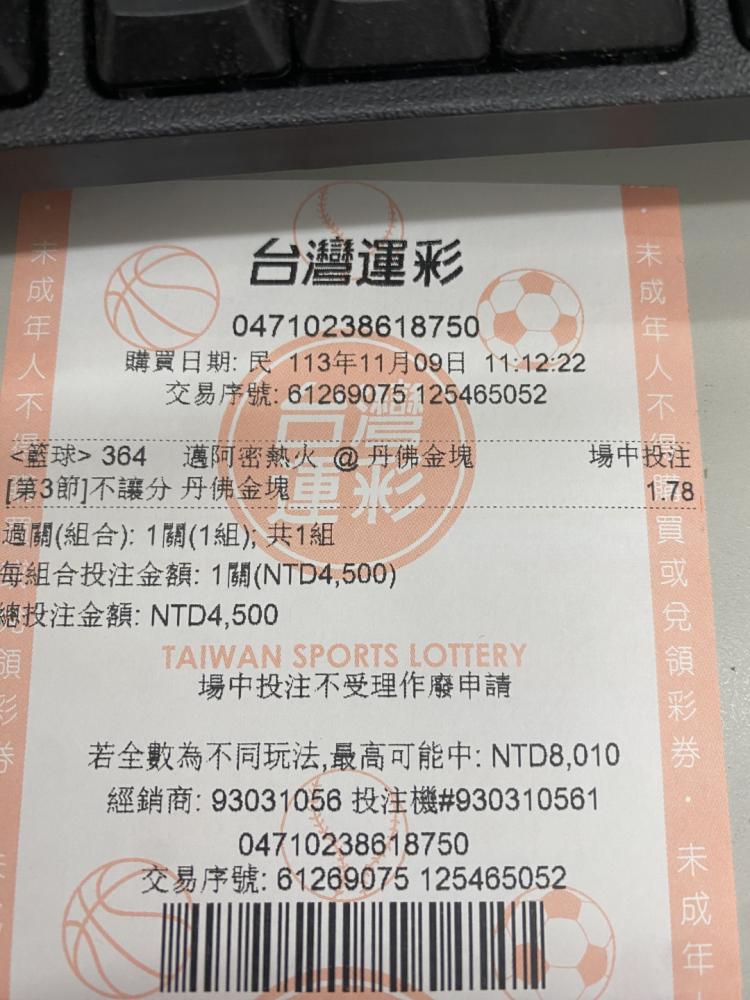 台灣運彩
04710238618750
購買日期: 民 113年11月09日 11:12:22
交易序號: 61269075 125465052
<籃球> 364 邁阿密熱火 @ 丹佛金塊 場中投注
[第3節]不讓分 丹佛金塊 1.78
過關(組合): 1關(1組); 共1組
每組合投注金額: 1關(NTD4,500)
總投注金額: NTD4,500
TAIWAN SPORTS LOTTERY
場中投注不受理作廢申請
若全數為不同玩法,最高可能中: NTD8,010
經銷商: 93031056 投注機#930310561
04710238618750
交易序號: 61269075 125465052
台灣運彩
未成年人不得購買或兌領彩券・未成年